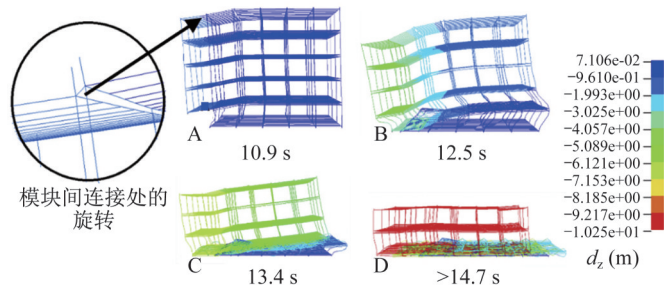 A
10.9 s
B
12.5 s
模块间连接处的
旋转
C
13.4 s
D
>14.7 s
7.106e-02
−9.610e-01
−1.993e+00
−3.025e+00
−4.057e+00
−5.089e+00
−6.121e+00
−7.153e+00
−8.185e+00
−9.217e+00
−1.025e+01
dz (m)